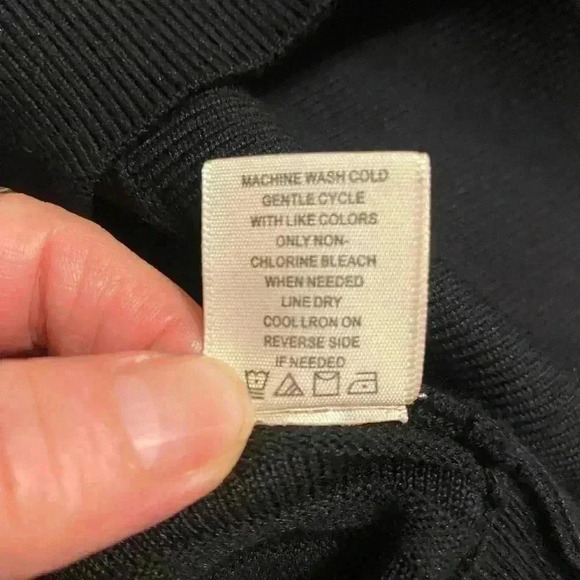 MACHINE WASH COLD
GENTLE CYCLE
WITH LIKE COLORS
ONLY NON-
CHLORINE BLEACH
WHEN NEEDED
LINE DRY
COOL LRON ON
REVERSE SIDE
IF NEEDED